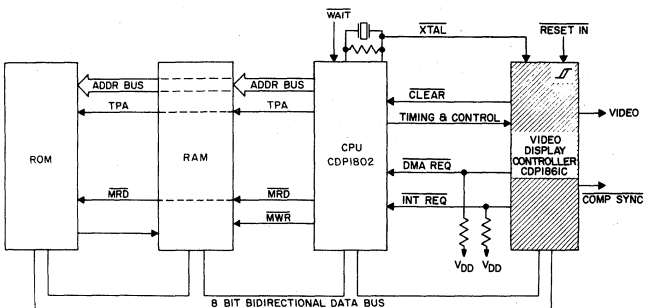 WAIT
XTAL
RESET IN
ADDR BUS
ADDR BUS
CLEAR
TPA
TPA
TIMING & CONTROL
VIDEO
ROM
RAM
CPU
CDP1802
VIDEO
DISPLAY
CONTROLLER
CDP1861C
DMA REQ
MRD
MRD
INT REQ
COMP SYNC
MWR
VDD
VDD
8 BIT BIDIRECTIONAL DATA BUS